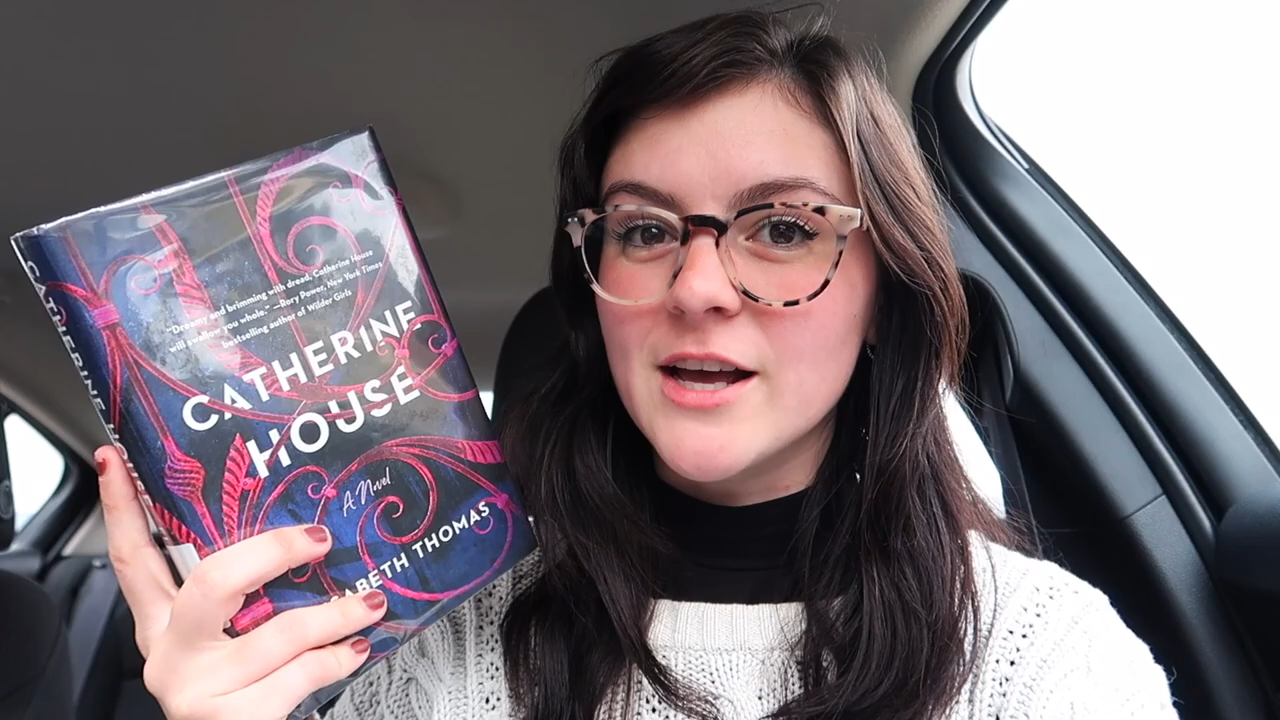 CATHERINE HOUSE
"Dreamy and brimming with dread, Catherine House
will swallow you whole." —Rory Power, New York Times
bestselling author of Wilder Girls
CATHERINE
HOUSE
A Novel
ABETH THOMAS